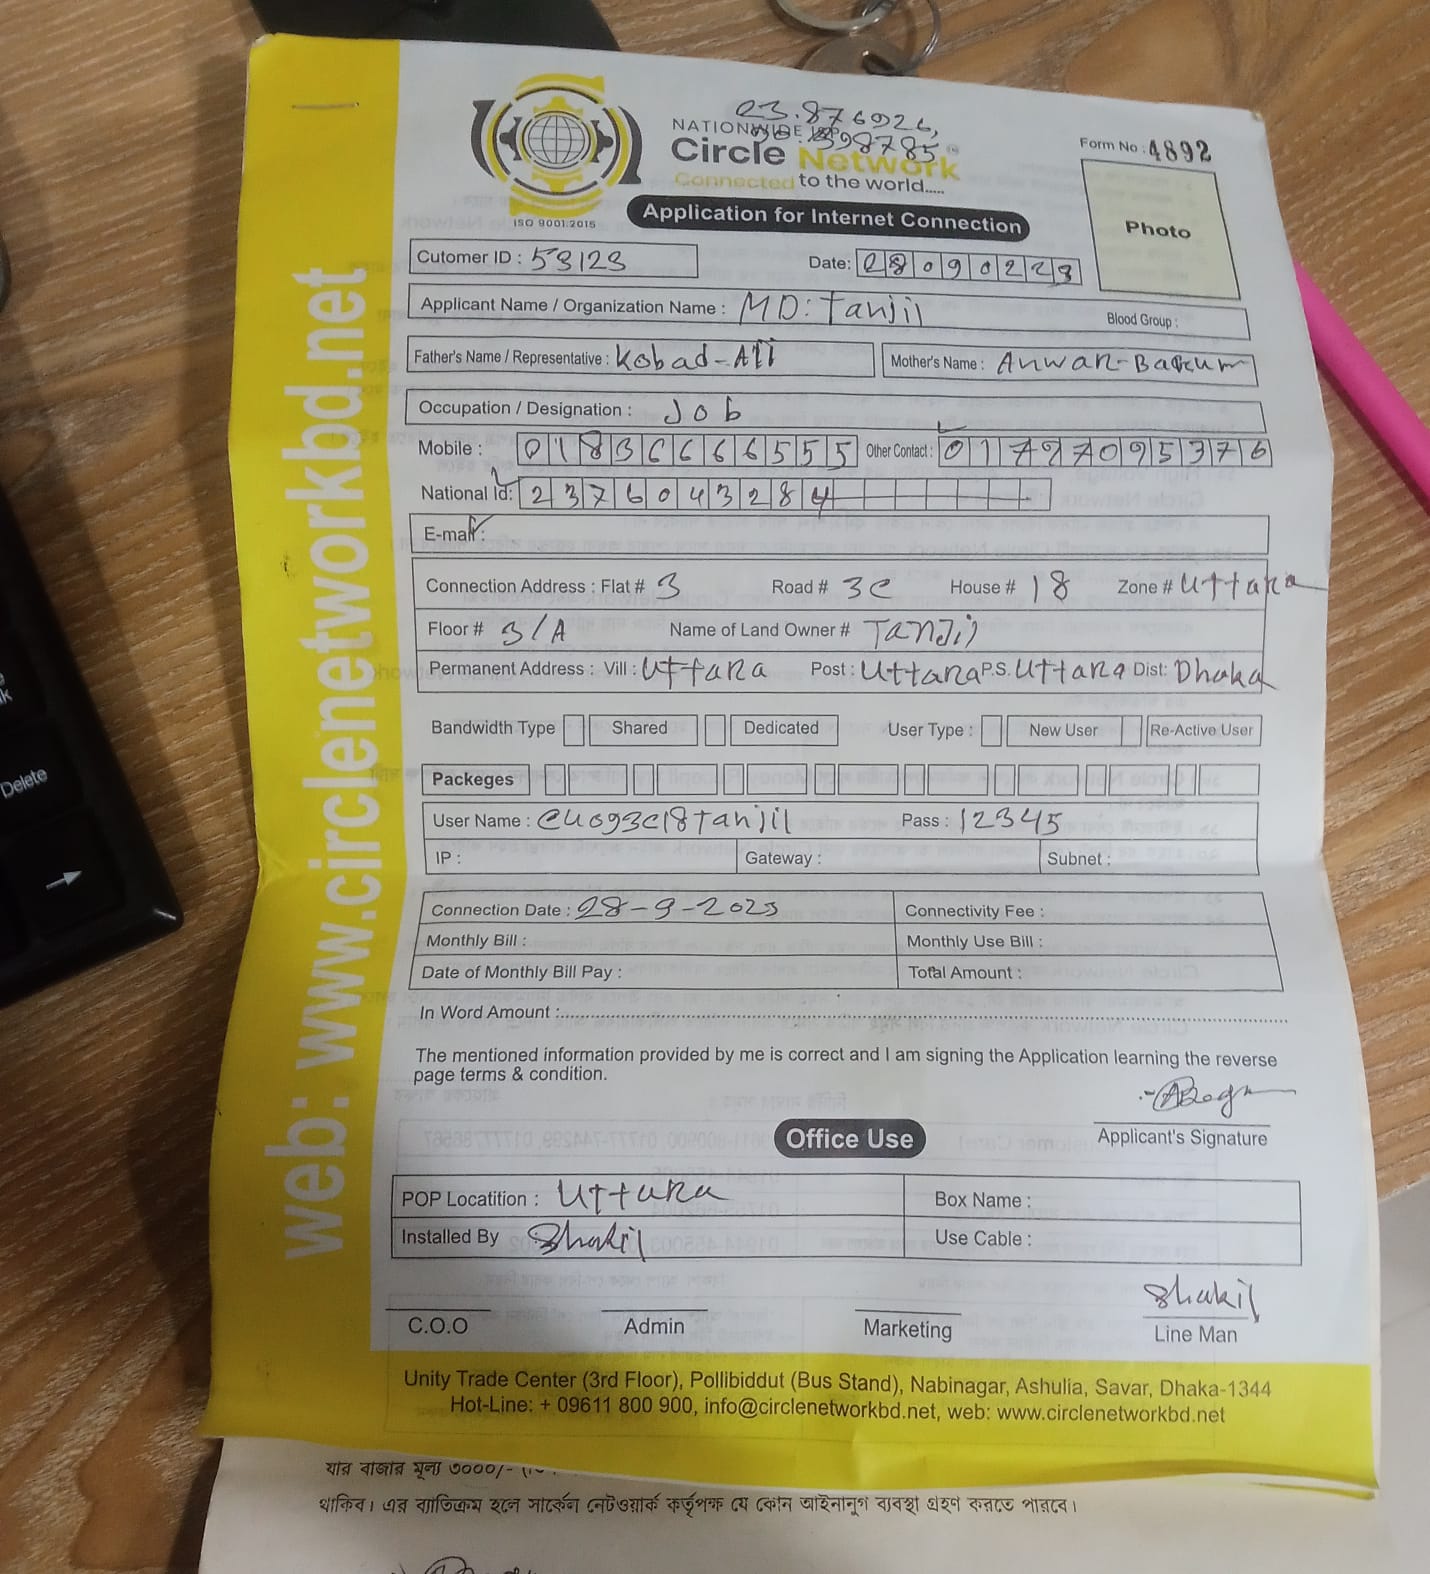 23.876926,
NATIONWIDE ISP 90.398785
Circle Network
Connected to the world.....
ISO 9001:2015
Form No : 4892
Photo
Application for Internet Connection
Cutomer ID : 53123
Date: 28090223
Applicant Name / Organization Name : MD: Tanjil Blood Group :
Father's Name / Representative : Kobad-Ali Mother's Name : Anwar-Bagum
Occupation / Designation : Job
Mobile : 01836666555 Other Contact : 01797095376
National Id: 2376043284
E-mail :
Connection Address : Flat # 3 Road # 3C House # 18 Zone # Uttara
Floor # 3/A Name of Land Owner # Tanjil
Permanent Address : Vill : Uttara Post : Uttara P.S. Uttara Dist: Dhaka
Bandwidth Type Shared Dedicated User Type : New User Re-Active User
Packeges
User Name : cu093c18tanjil Pass : 12345
IP : Gateway : Subnet :
Connection Date : 28-9-2023 Connectivity Fee :
Monthly Bill : Monthly Use Bill :
Date of Monthly Bill Pay : Total Amount :
In Word Amount :
The mentioned information provided by me is correct and I am signing the Application learning the reverse
page terms & condition.
Applicant's Signature
Office Use
POP Locatition : Uttara Box Name :
Installed By Shakil Use Cable :
Shakil
C.O.O Admin Marketing Line Man
Unity Trade Center (3rd Floor), Pollibiddut (Bus Stand), Nabinagar, Ashulia, Savar, Dhaka-1344
Hot-Line: + 09611 800 900, info@circlenetworkbd.net, web: www.circlenetworkbd.net
web: www.circlenetworkbd.net
যার বাজার মূল্য ৩০০০/-
থাকিব। এর ব্যতিক্রম হলে সার্কেল নেটওয়ার্ক কর্তৃপক্ষ যে কোন আইনানুগ ব্যবস্থা গ্রহণ করতে পারবে।
Delete